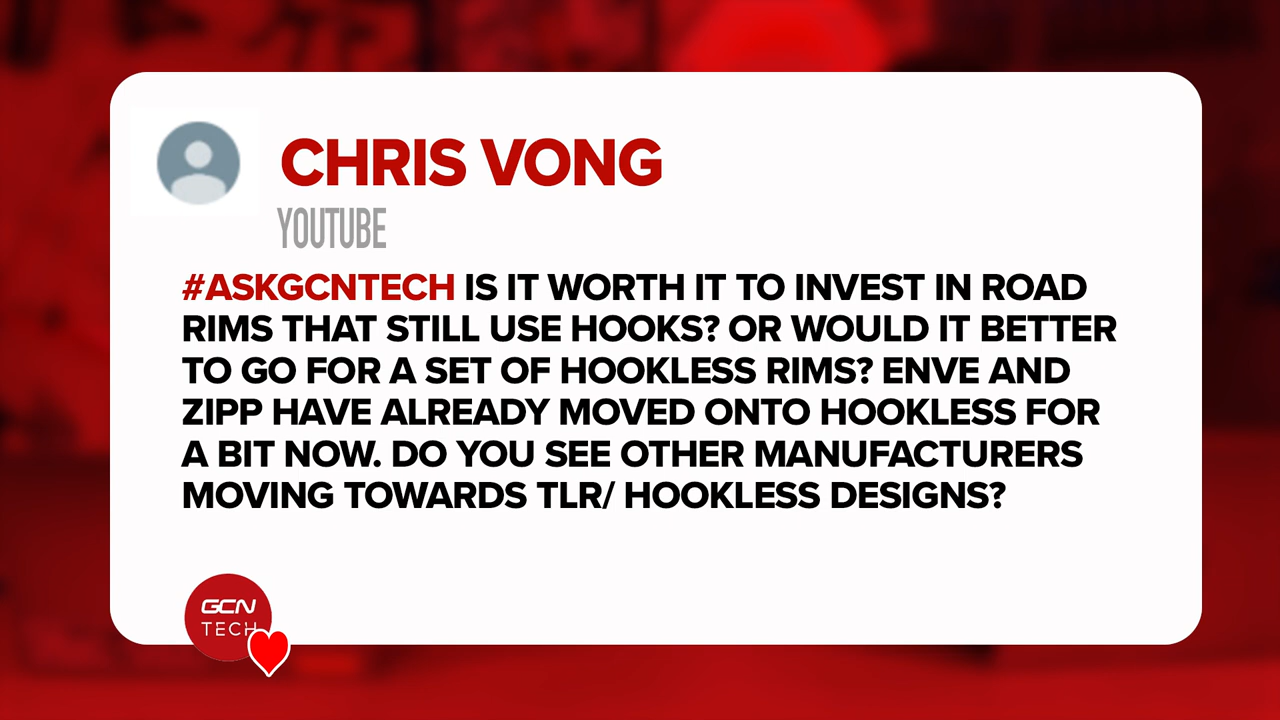 CHRIS VONG
YOUTUBE
#ASKGCNTECH IS IT WORTH IT TO INVEST IN ROAD
RIMS THAT STILL USE HOOKS? OR WOULD IT BETTER
TO GO FOR A SET OF HOOKLESS RIMS? ENVE AND
ZIPP HAVE ALREADY MOVED ONTO HOOKLESS FOR
A BIT NOW. DO YOU SEE OTHER MANUFACTURERS
MOVING TOWARDS TLR/ HOOKLESS DESIGNS?
GCN
TECH